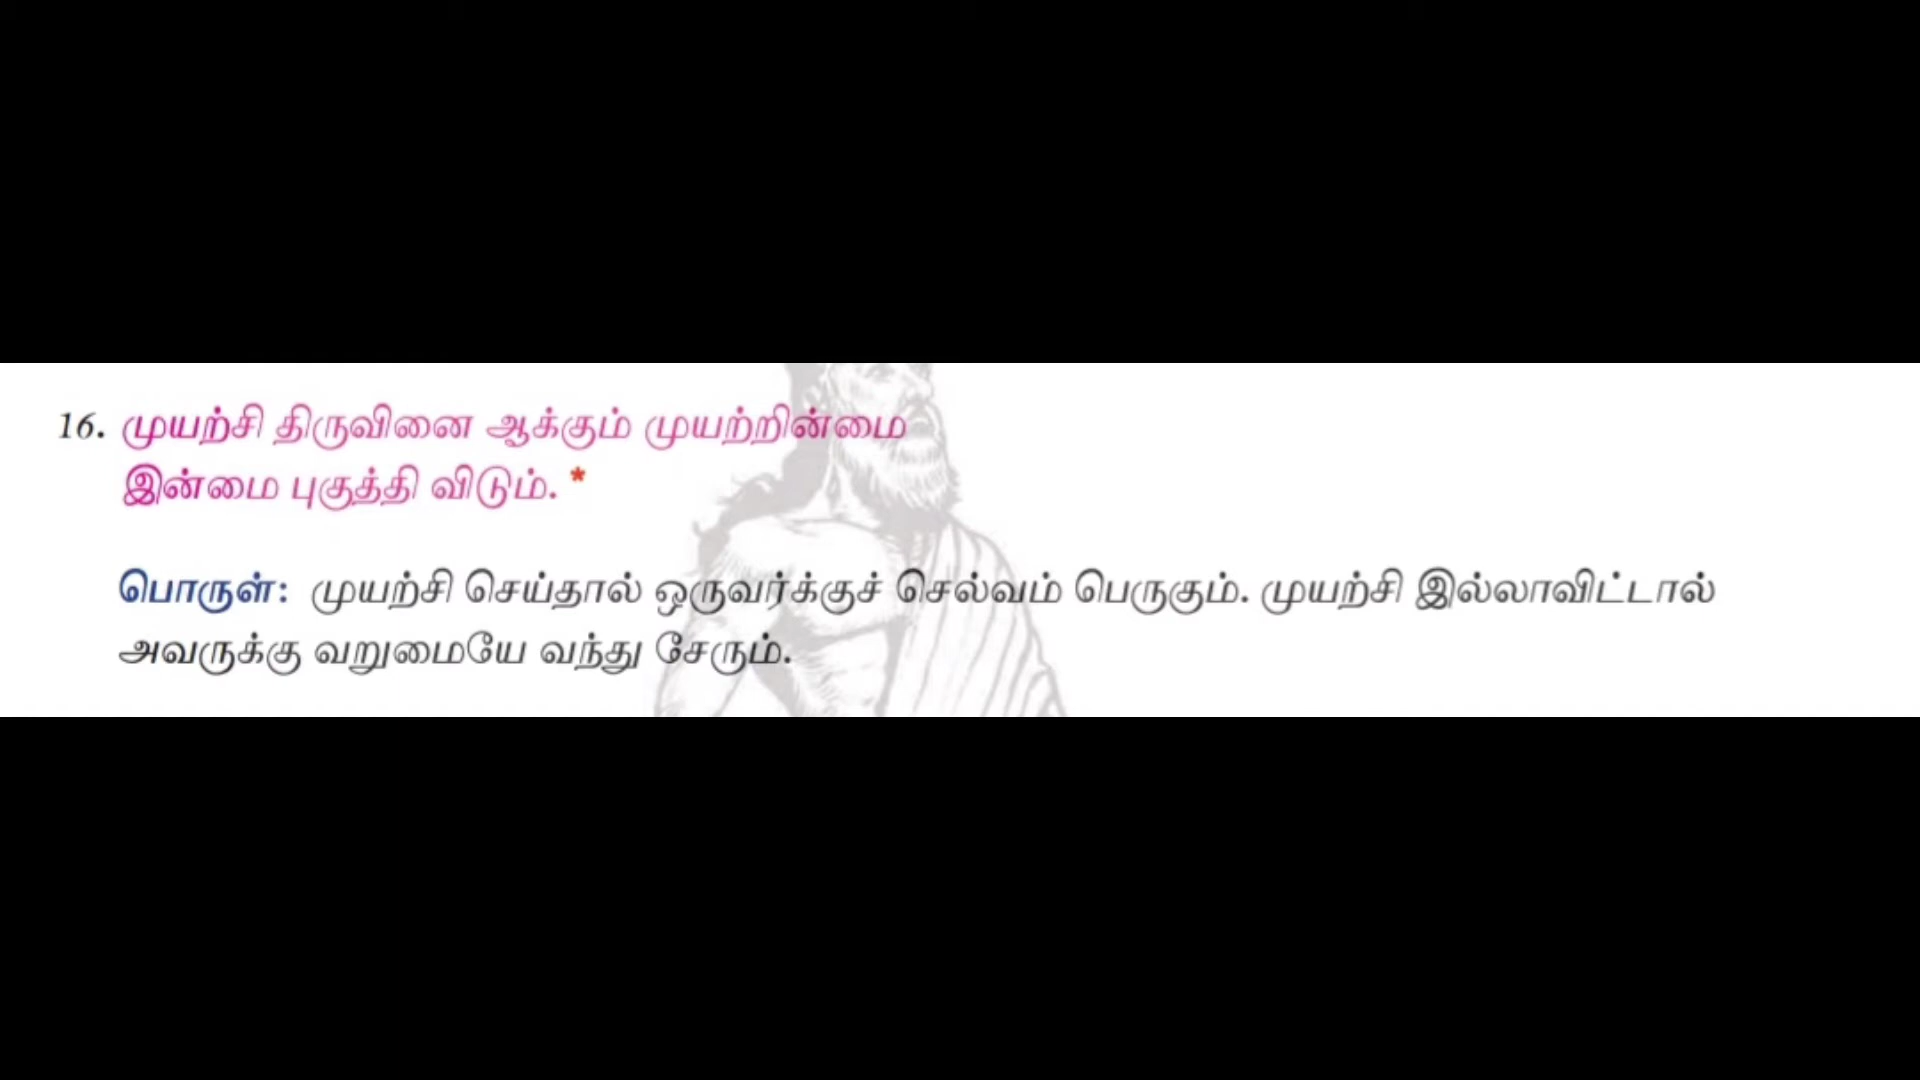 16. முயற்சி திருவினை ஆக்கும் முயற்றின்மை
இன்மை புகுத்தி விடும். *
பொருள்: முயற்சி செய்தால் ஒருவர்க்குச் செல்வம் பெருகும். முயற்சி இல்லாவிட்டால்
அவருக்கு வறுமையே வந்து சேரும்.